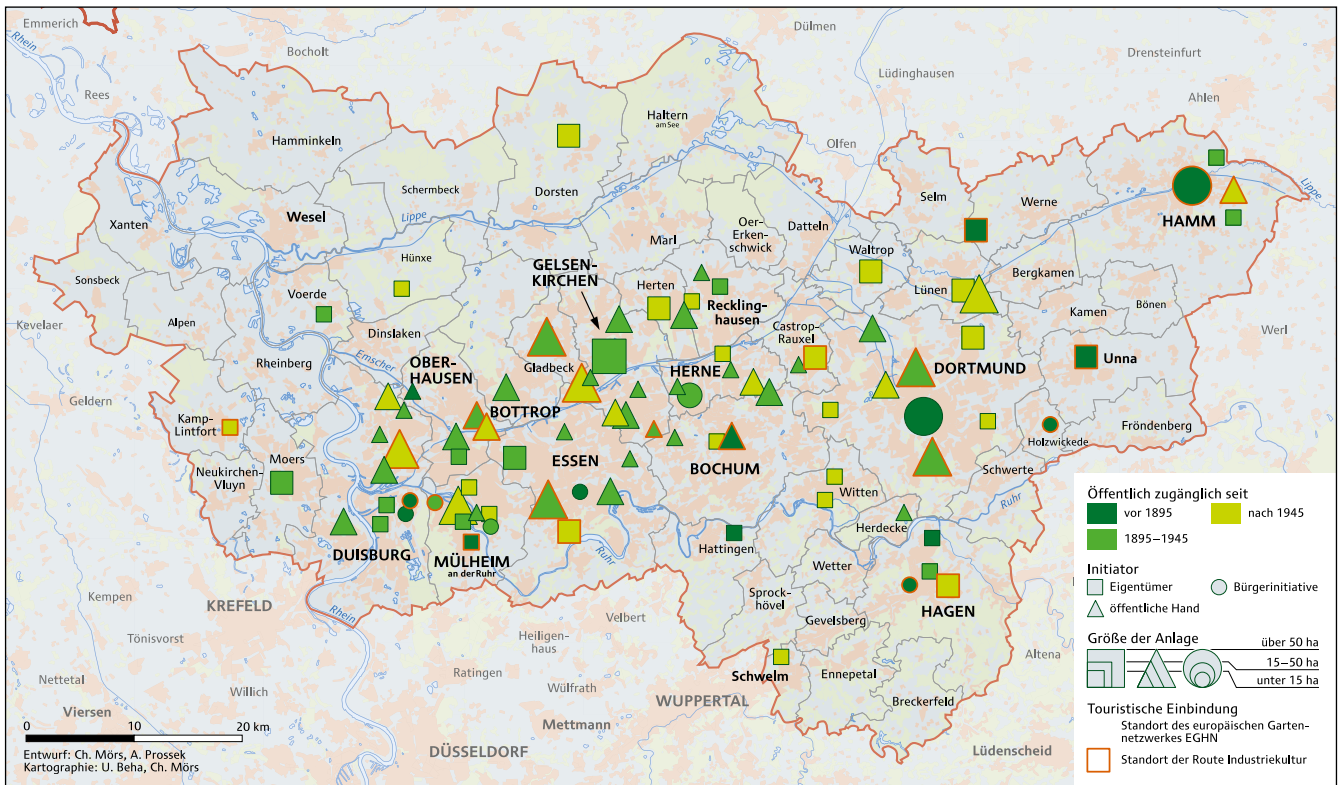 Emmerich
Rhein
Rees
Bocholt
Dülmen
Lüdinghausen
Drensteinfurt
Ahlen
Olfen
Haltern
am See
Hamminkeln
Schermbeck
Dorsten
Lippe
Wesel
Xanten
Sonsbeck
Alpen
Hünxe
Voerde
Dinslaken
Marl
Oer-
Erken-
schwick
Datteln
Waltrop
Selm
Werne
HAMM
Lippe
Bergkamen
Lünen
Bönen
Kamen
Unna
Werl
GELSEN-
KIRCHEN
Herten
Reckling-
hausen
Castrop-
Rauxel
Kevelaer
Rheinberg
Emscher
OBER-
HAUSEN
Gladbeck
HERNE
DORTMUND
Geldern
Kamp-
Lintfort
Moers
Neukirchen-
Vluyn
BOTTROP
ESSEN
BOCHUM
Holzwickede
Fröndenberg
Schwerte
Ruhr
Witten
Herdecke
DUISBURG
MÜLHEIM
an der Ruhr
Ruhr
Hattingen
Wetter
HAGEN
Sprock-
hövel
Gevelsberg
Ennepetal
Breckerfeld
Schwelm
Kempen
KREFELD
Rhein
Tönisvorst
Nettetal
Willich
Viersen
Heiligen-
haus
Velbert
Ratingen
Wülfrath
WUPPERTAL
Mettmann
DÜSSELDORF
Altena
Lüdenscheid
0 10 20 km
Entwurf: Ch. Mörs, A. Prossek
Kartographie: U. Beha, Ch. Mörs
Öffentlich zugänglich seit
vor 1895 nach 1945
1895–1945
Initiator
Eigentümer Bürgerinitiative
öffentliche Hand
Größe der Anlage
über 50 ha
15–50 ha
unter 15 ha
Touristische Einbindung
Standort des europäischen Garten-
netzwerkes EGHN
Standort der Route Industriekultur